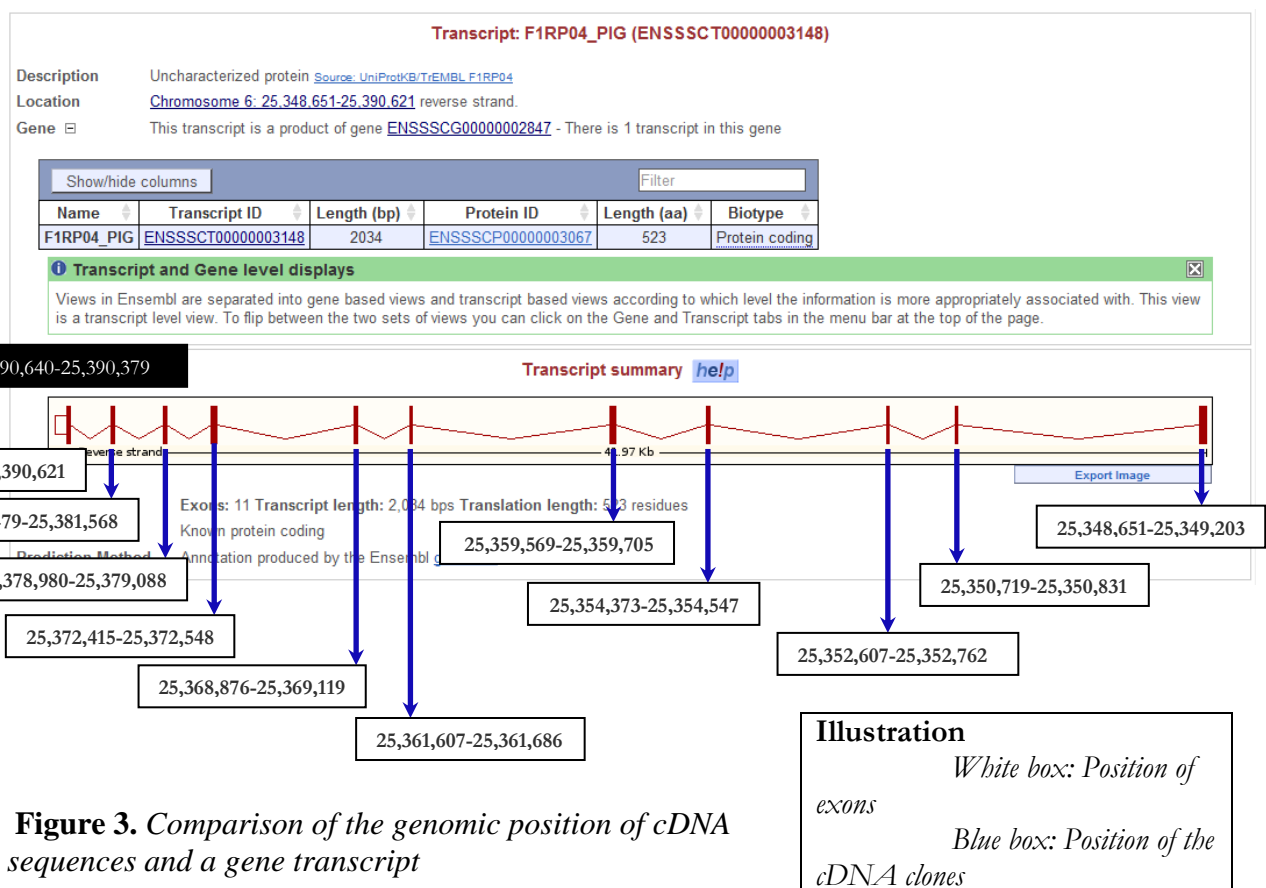 Transcript: F1RP04_PIG (ENSSSCT00000003148)
Description Uncharacterized protein Source: UniProtKB/TrEMBL F1RP04
Location Chromosome 6: 25,348,651-25,390,621 reverse strand.
Gene This transcript is a product of gene ENSSSCG00000002847 - There is 1 transcript in this gene
Show/hide columns Filter
Name Transcript ID Length (bp) Protein ID Length (aa) Biotype
F1RP04_PIG ENSSSCT00000003148 2034 ENSSSCP00000003067 523 Protein coding
Transcript and Gene level displays
Views in Ensembl are separated into gene based views and transcript based views according to which level the information is more appropriately associated with. This view
is a transcript level view. To flip between the two sets of views you can click on the Gene and Transcript tabs in the menu bar at the top of the page.
90,640-25,390,379
Transcript summary help
Reverse strand 41.97 Kb
Export Image
,390,621
Exons: 11 Transcript length: 2,034 bps Translation length: 523 residues
79-25,381,568
25,348,651-25,349,203
Known protein coding
25,359,569-25,359,705
Prediction Method Annotation produced by the Ensembl
,378,980-25,379,088
25,350,719-25,350,831
25,354,373-25,354,547
25,372,415-25,372,548
25,352,607-25,352,762
25,368,876-25,369,119
25,361,607-25,361,686
Illustration
White box: Position of
exons
Blue box: Position of the
cDNA clones
Figure 3. Comparison of the genomic position of cDNA
sequences and a gene transcript